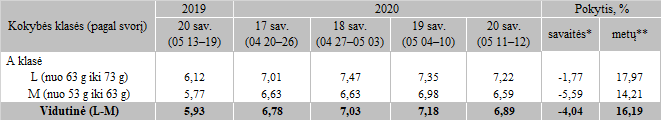 Kokybės klasės (pagal svorį) 2019 2020 Pokytis, %
20 sav. (05 13–19) 17 sav. (04 20–26) 18 sav. (04 27–05 03) 19 sav. (05 04–10) 20 sav. (05 11–12) savaitės* metų**
A klasė
L (nuo 63 g iki 73 g) 6,12 7,01 7,47 7,35 7,22 -1,77 17,97
M (nuo 53 g iki 63 g) 5,77 6,63 6,63 6,98 6,59 -5,59 14,21
Vidutinė (L-M) 5,93 6,78 7,03 7,18 6,89 -4,04 16,19